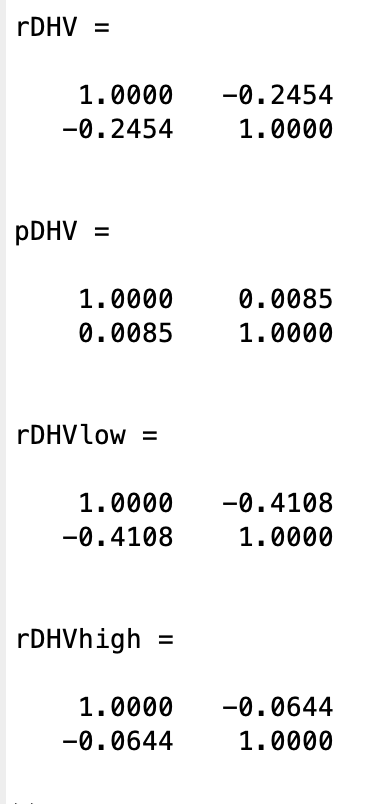 rDHV =
1.0000 -0.2454
-0.2454 1.0000
pDHV =
1.0000 0.0085
0.0085 1.0000
rDHVlow =
1.0000 -0.4108
-0.4108 1.0000
rDHVhigh =
1.0000 -0.0644
-0.0644 1.0000